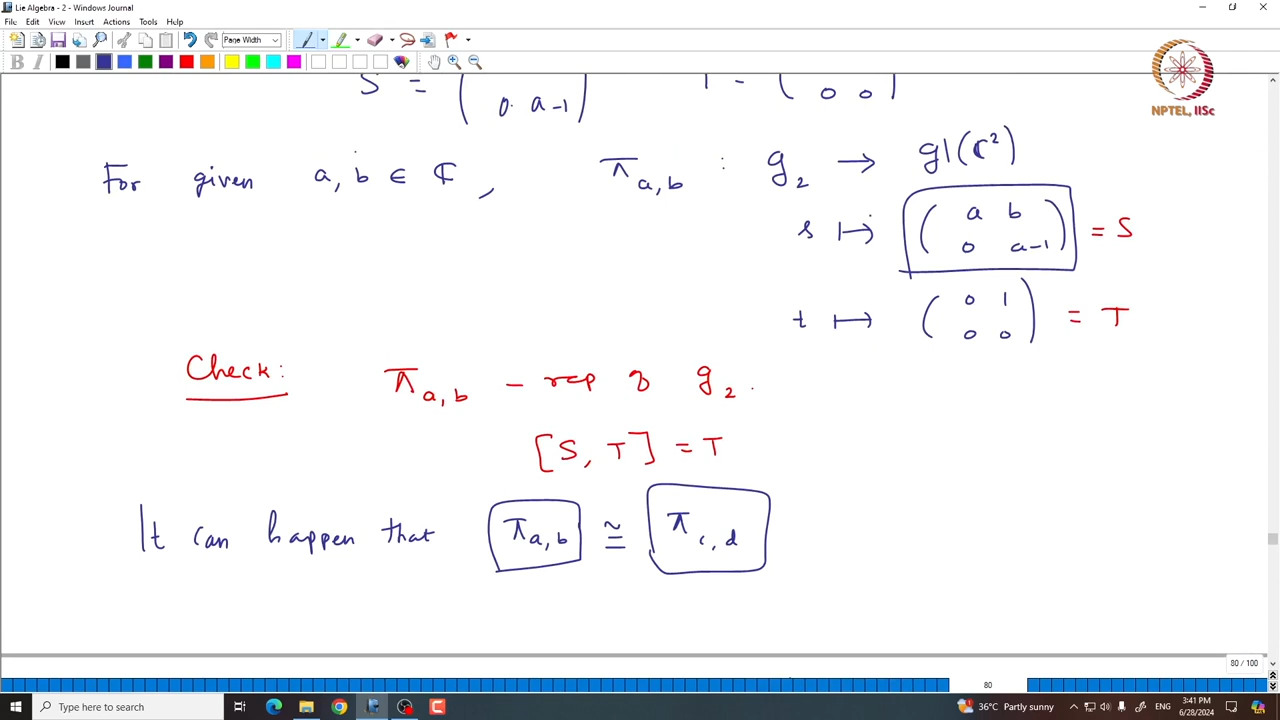 Lie Algebra - 2 - Windows Journal
File Edit View Insert Actions Tools Help
Page Width
B I
NPTEL, IISc
S = ( 0 a-1 ) T = ( 0 0 )
For given a, b ∈ ℂ, π_{a,b} : g_2 → gl(ℂ²)
s ↦ ( a b ; 0 a-1 ) = S
t ↦ ( 0 1 ; 0 0 ) = T
Check: π_{a,b} - rep of g_2.
[S, T] = T
It can happen that π_{a,b} ≅ π_{c,d}
80 / 100
80
Type here to search
36°C Partly sunny
ENG
3:41 PM
6/28/2024